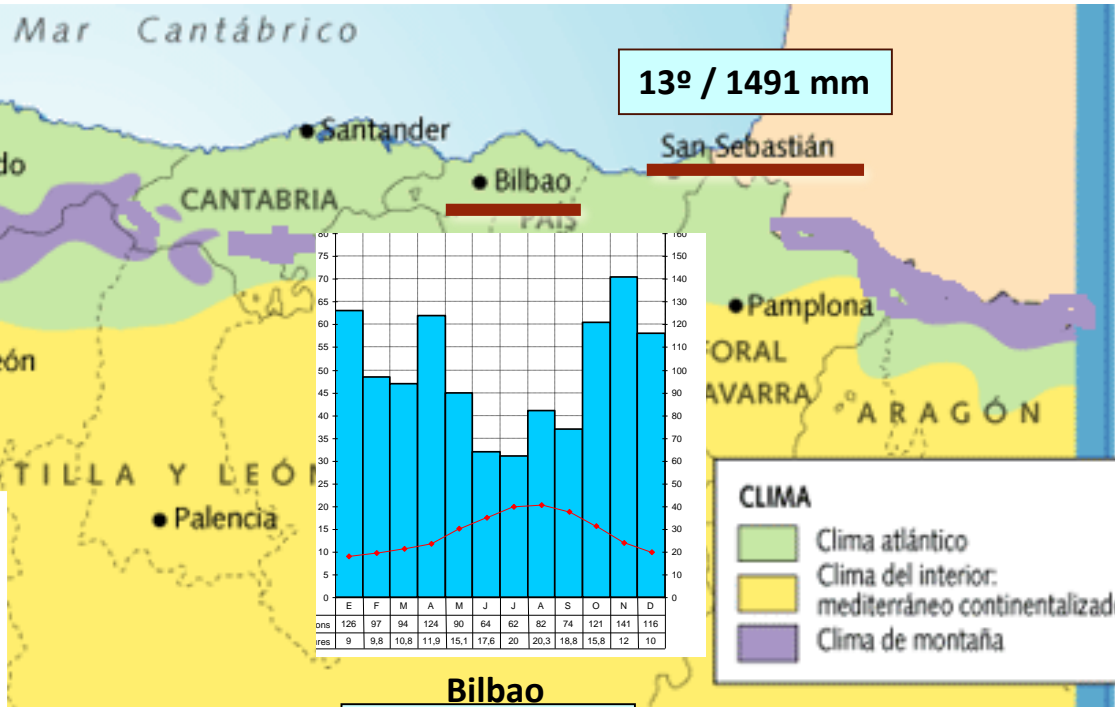 Mar Cantábrico
13º / 1491 mm
Santander
San Sebastián
do
Bilbao
CANTABRIA
PAÍS
80 160
75 150
70 140
65 130
60 120
55 110
50 100
45 90
40 80
35 70
30 60
25 50
20 40
15 30
10 20
5 10
0 0
E F M A M J J A S O N D
ons 126 97 94 124 90 64 62 82 74 121 141 116
res 9 9,8 10,8 11,9 15,1 17,6 20 20,3 18,8 15,8 12 10
Pamplona
eón
FORAL
NAVARRA
ARAGÓN
TILLA Y LEÓN
Palencia
CLIMA
Clima atlántico
Clima del interior:
mediterráneo continentalizad
Clima de montaña
Bilbao